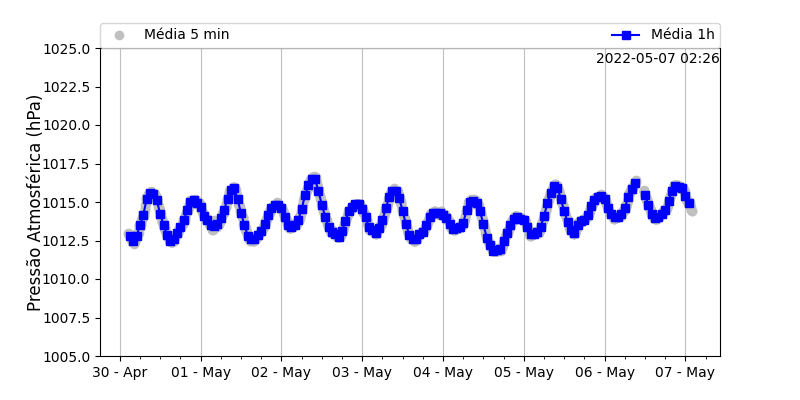 Média 5 min
Média 1h
2022-05-07 02:26
Pressão Atmosférica (hPa)
1025.0
1022.5
1020.0
1017.5
1015.0
1012.5
1010.0
1007.5
1005.0
30 - Apr
01 - May
02 - May
03 - May
04 - May
05 - May
06 - May
07 - May